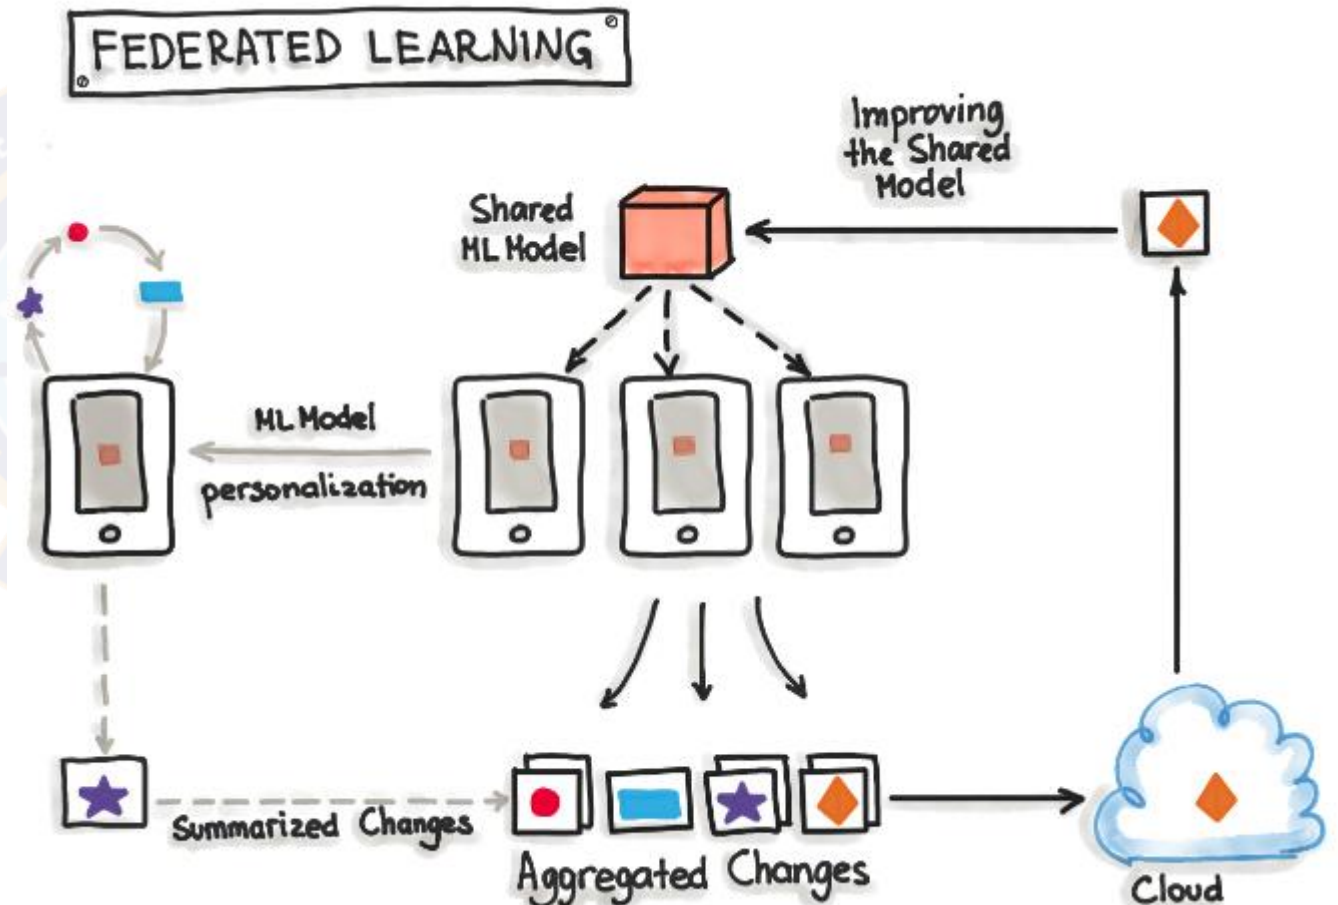 FEDERATED LEARNING
Improving
the Shared
Model
Shared
ML Model
ML Model
personalization
Summarized Changes
Aggregated Changes
Cloud